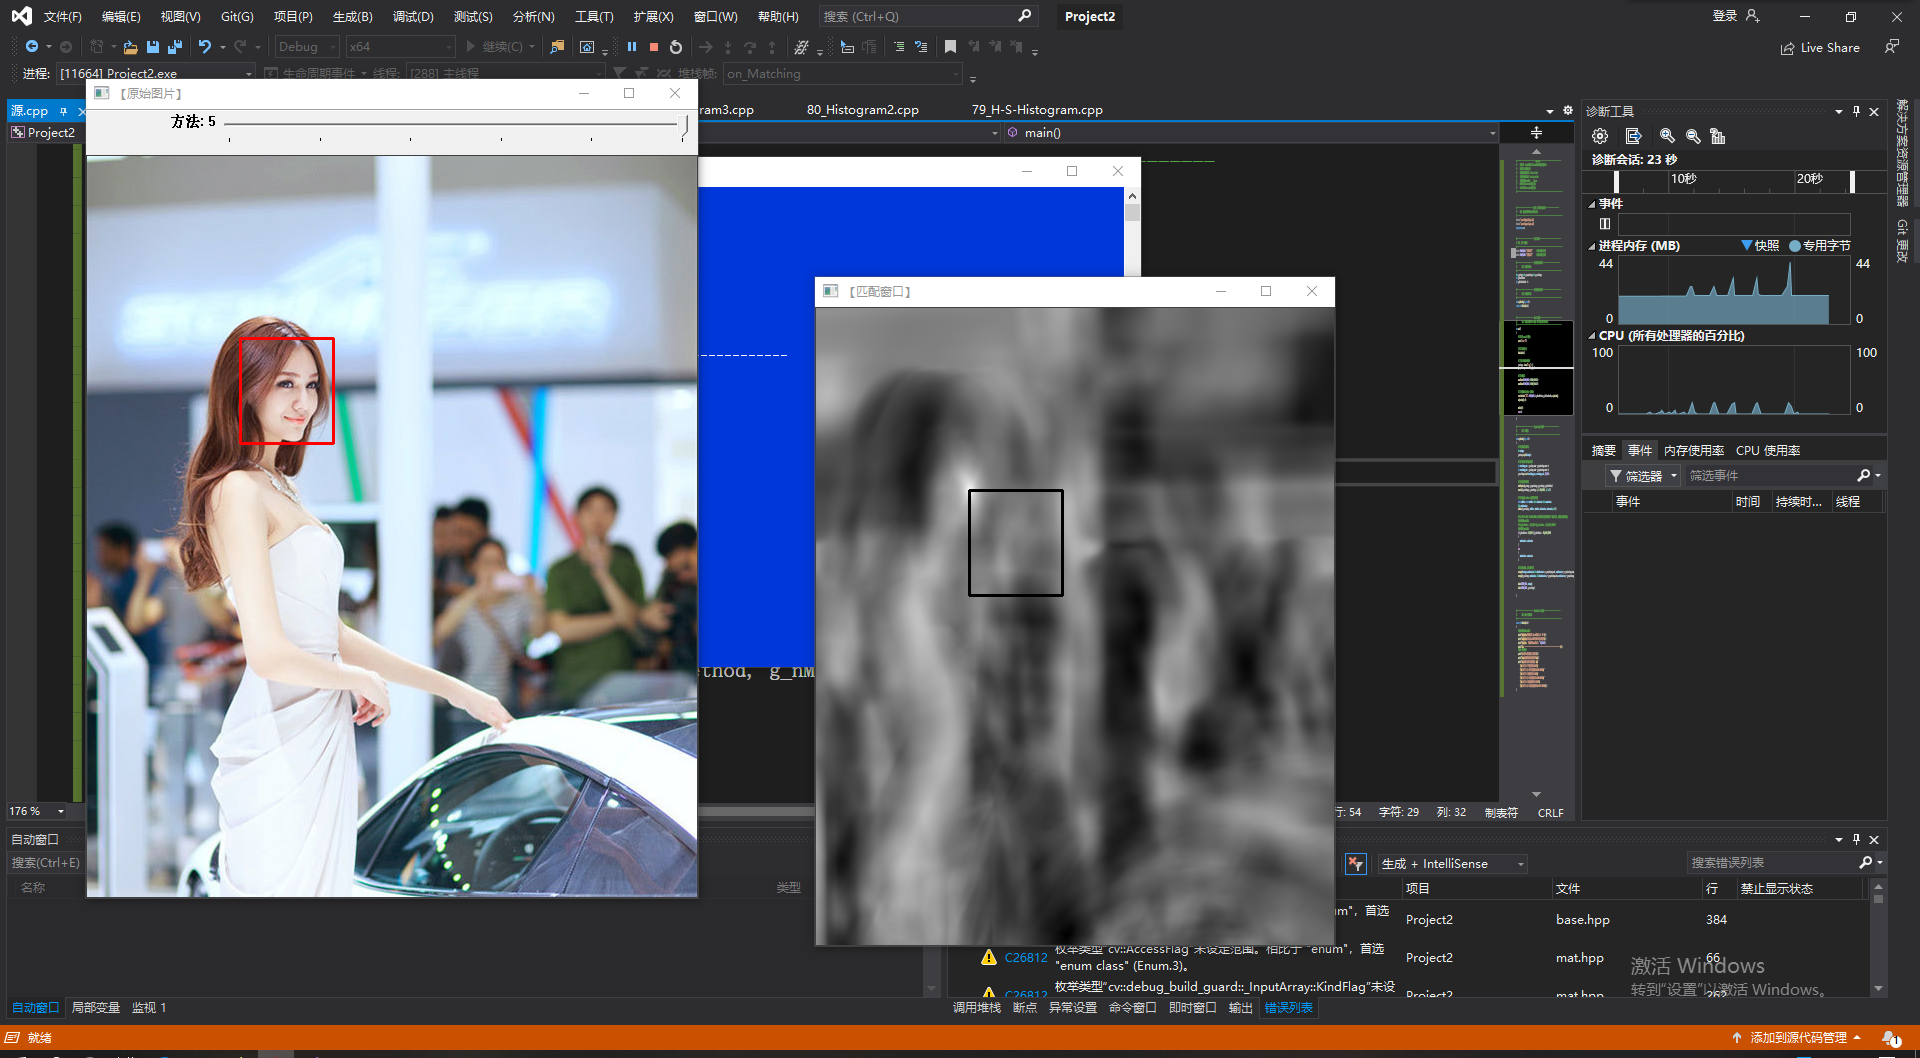 文件(F) 编辑(E) 视图(V) Git(G) 项目(P) 生成(B) 调试(D) 测试(S) 分析(N) 工具(T) 扩展(X) 窗口(W) 帮助(H) 搜索 (Ctrl+Q) Project2 登录
Debug x64 继续(C) Live Share
进程: [11664] Project2.exe 生命周期事件 线程: [288] 主线程 堆栈帧: on_Matching
源.cpp ram3.cpp 80_Histogram2.cpp 79_H-S-Histogram.cpp
Project2 main()
【原始图片】
方法: 5
【匹配窗口】
thod, g_nM
176 % 行: 54 字符: 29 列: 32 制表符 CRLF
诊断工具
诊断会话: 23 秒
10秒 20秒
事件
进程内存 (MB) 快照 专用字节
44 44
0 0
CPU (所有处理器的百分比)
100 100
0 0
摘要 事件 内存使用率 CPU 使用率
筛选器 筛选事件
事件 时间 持续时... 线程
解决方案资源管理器
Git 更改
自动窗口
搜索(Ctrl+E)
名称 类型
自动窗口 局部变量 监视 1
生成 + IntelliSense 搜索错误列表
项目 文件 行 禁止显示状态
um", 首选 Project2 base.hpp 384
C26812 枚举类型"cv::AccessFlag"未设定范围。相比于 "enum", 首选
"enum class" (Enum.3)。 Project2 mat.hpp 66
C26812 枚举类型"cv::debug_build_guard::_InputArray::KindFlag"未设 Project2 mat.hpp 262
激活 Windows
转到"设置"以激活 Windows。
调用堆栈 断点 异常设置 命令窗口 即时窗口 输出 错误列表
就绪 添加到源代码管理 1